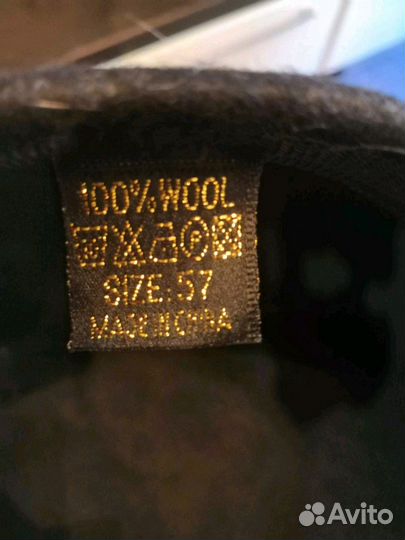 100% WOOL
P
SIZE: 57
MADE IN CHINA
Avito